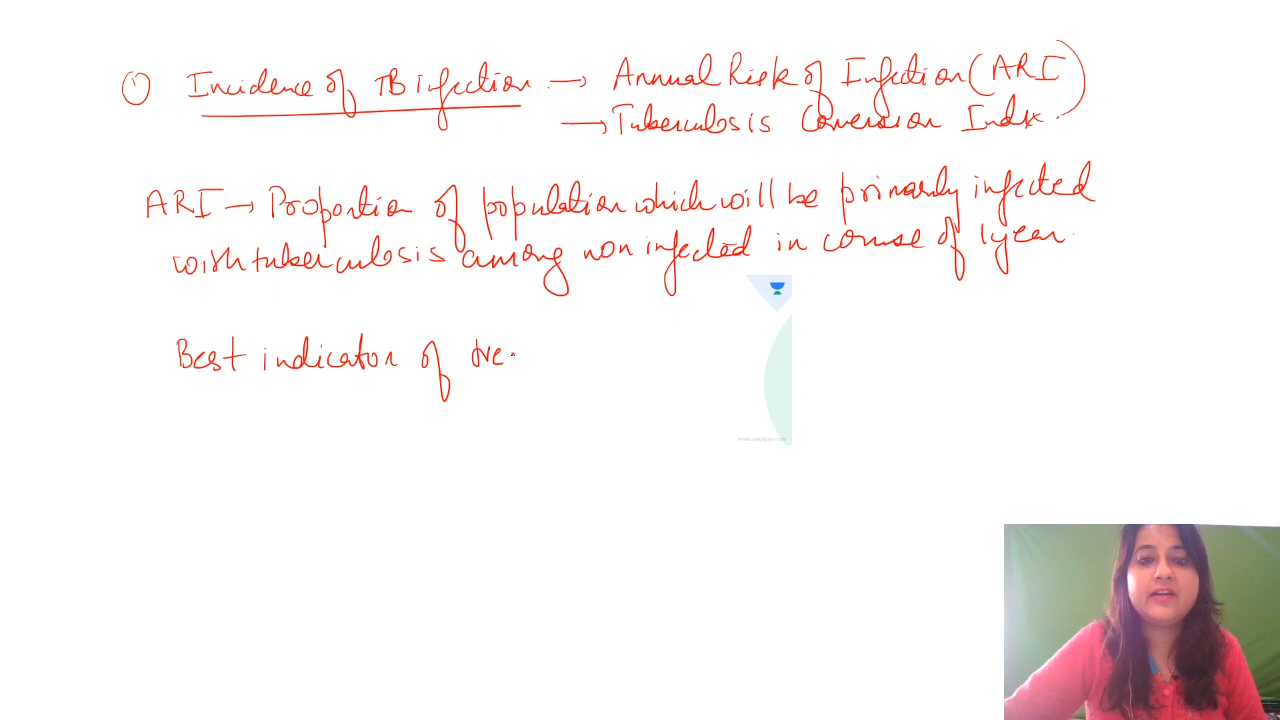 ① Incidence of TB infection → Annual Risk of Infection (ARI)
→ Tuberculosis Conversion Index.
ARI → Proportion of population which will be primarily infected
with tuberculosis among non infected in course of 1 year.
Best indicator of tre